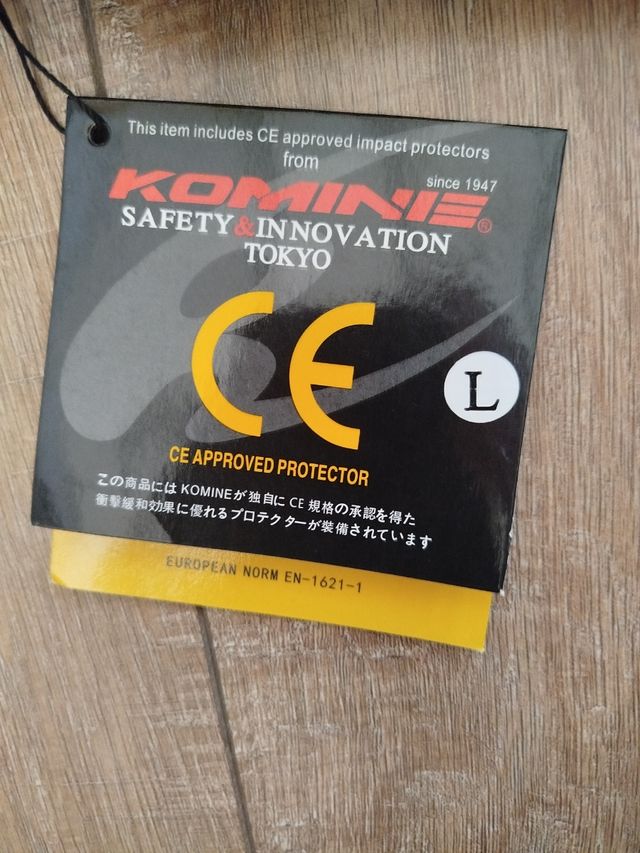 This item includes CE approved impact protectors
from
since 1947
KOMINE®
SAFETY & INNOVATION
TOKYO
CE
L
CE APPROVED PROTECTOR
この商品には KOMINEが独自に CE 規格の承認を得た
衝撃緩和効果に優れるプロテクターが装備されています
EUROPEAN NORM EN-1621-1